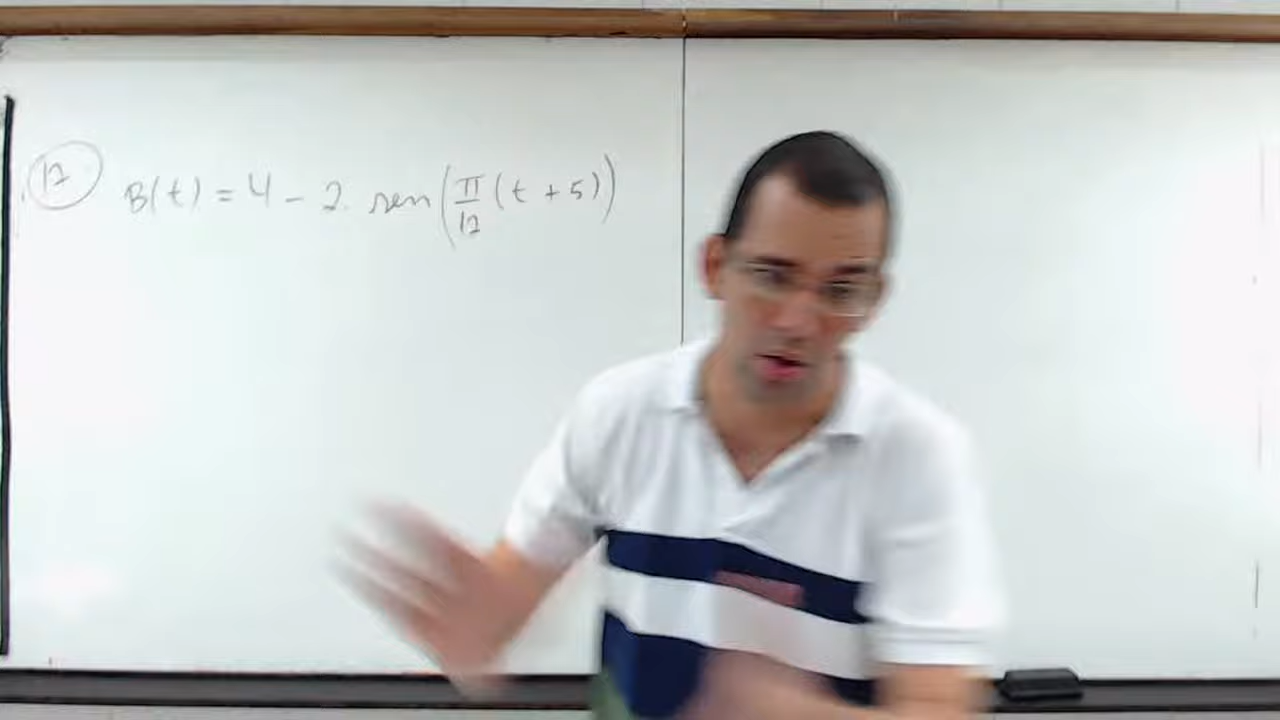 12 B(t) = 4 - 2. sen(π/12 (t + 5))